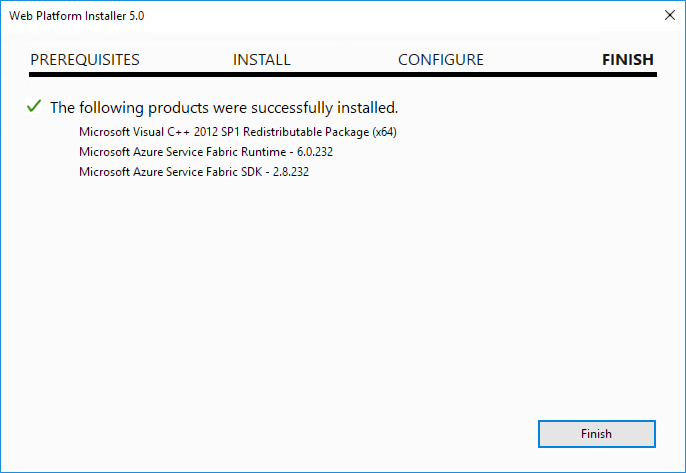 Web Platform Installer 5.0
PREREQUISITES INSTALL CONFIGURE FINISH
The following products were successfully installed.
Microsoft Visual C++ 2012 SP1 Redistributable Package (x64)
Microsoft Azure Service Fabric Runtime - 6.0.232
Microsoft Azure Service Fabric SDK - 2.8.232
Finish